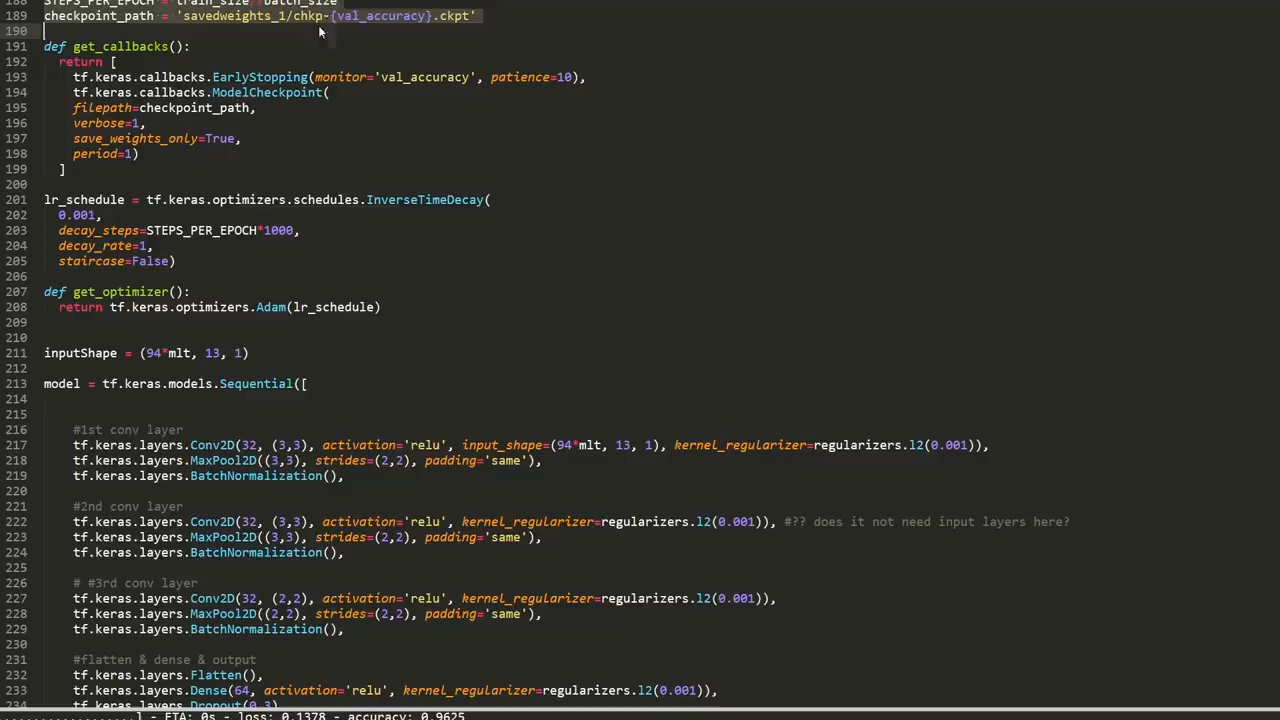 188 STEPS_PER_EPOCH = train_size//batch_size
189 checkpoint_path = 'savedweights_1/chkp-{val_accuracy}.ckpt'
190
191 def get_callbacks():
192 return [
193 tf.keras.callbacks.EarlyStopping(monitor='val_accuracy', patience=10),
194 tf.keras.callbacks.ModelCheckpoint(
195 filepath=checkpoint_path,
196 verbose=1,
197 save_weights_only=True,
198 period=1)
199 ]
200
201 lr_schedule = tf.keras.optimizers.schedules.InverseTimeDecay(
202 0.001,
203 decay_steps=STEPS_PER_EPOCH*1000,
204 decay_rate=1,
205 staircase=False)
206
207 def get_optimizer():
208 return tf.keras.optimizers.Adam(lr_schedule)
209
210
211 inputShape = (94*mlt, 13, 1)
212
213 model = tf.keras.models.Sequential([
214
215
216 #1st conv layer
217 tf.keras.layers.Conv2D(32, (3,3), activation='relu', input_shape=(94*mlt, 13, 1), kernel_regularizer=regularizers.l2(0.001)),
218 tf.keras.layers.MaxPool2D((3,3), strides=(2,2), padding='same'),
219 tf.keras.layers.BatchNormalization(),
220
221 #2nd conv layer
222 tf.keras.layers.Conv2D(32, (3,3), activation='relu', kernel_regularizer=regularizers.l2(0.001)), #?? does it not need input layers here?
223 tf.keras.layers.MaxPool2D((3,3), strides=(2,2), padding='same'),
224 tf.keras.layers.BatchNormalization(),
225
226 # #3rd conv layer
227 tf.keras.layers.Conv2D(32, (2,2), activation='relu', kernel_regularizer=regularizers.l2(0.001)),
228 tf.keras.layers.MaxPool2D((2,2), strides=(2,2), padding='same'),
229 tf.keras.layers.BatchNormalization(),
230
231 #flatten & dense & output
232 tf.keras.layers.Flatten(),
233 tf.keras.layers.Dense(64, activation='relu', kernel_regularizer=regularizers.l2(0.001)),
234 tf.keras.layers.Dropout(0.3)
.....................] - ETA: 0s - loss: 0.1378 - accuracy: 0.9625